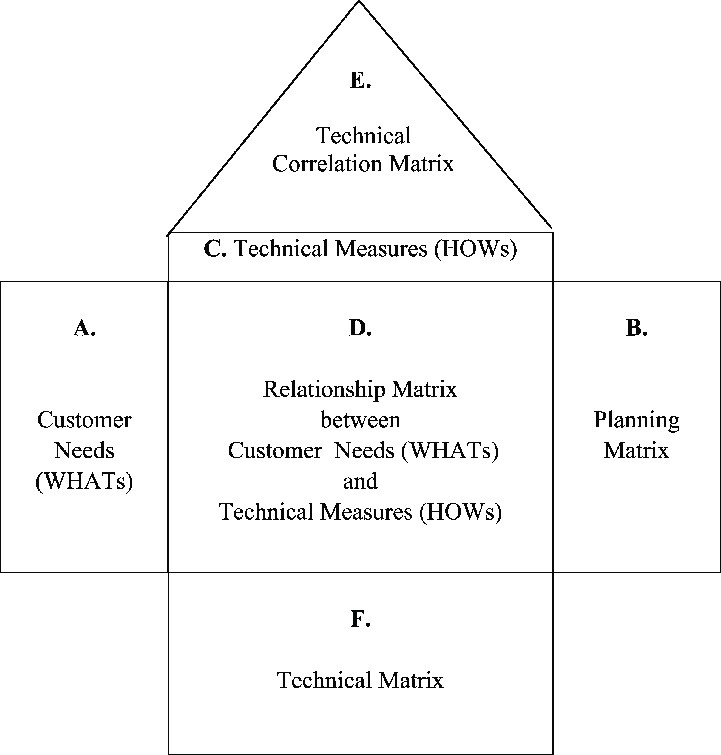 E.
Technical
Correlation Matrix
C. Technical Measures (HOWs)
A.
Customer
Needs
(WHATs)
D.
Relationship Matrix
between
Customer Needs (WHATs)
and
Technical Measures (HOWs)
B.
Planning
Matrix
F.
Technical Matrix